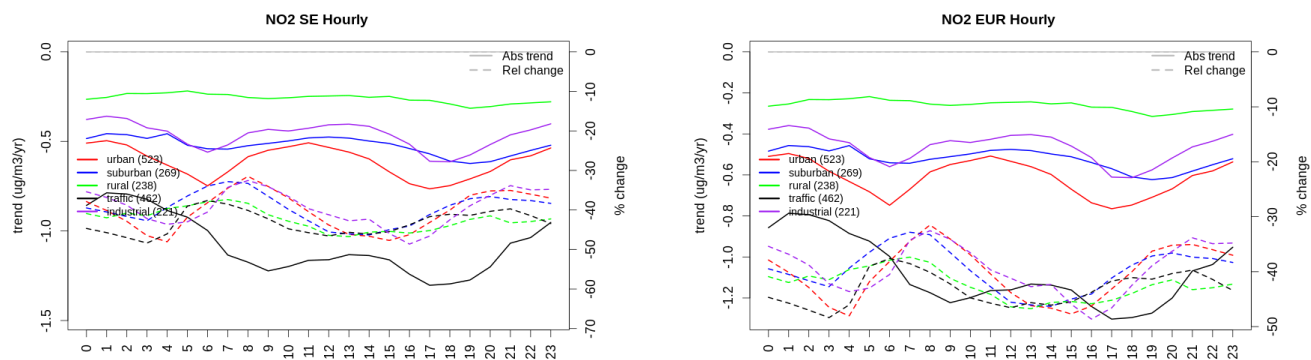 NO2 SE Hourly
Abs trend
Rel change
urban (523)
suburban (269)
rural (238)
traffic (462)
industrial (221)
trend (ug/m3/yr)
0.0
-0.5
-1.0
-1.5
% change
0
-10
-20
-30
-40
-50
-60
-70
0 1 2 3 4 5 6 7 8 9 10 11 12 13 14 15 16 17 18 19 20 21 22 23
NO2 EUR Hourly
Abs trend
Rel change
urban (523)
suburban (269)
rural (238)
traffic (462)
industrial (221)
trend (ug/m3/yr)
0.0
-0.2
-0.4
-0.6
-0.8
-1.0
-1.2
% change
0
-10
-20
-30
-40
-50
0 1 2 3 4 5 6 7 8 9 10 11 12 13 14 15 16 17 18 19 20 21 22 23